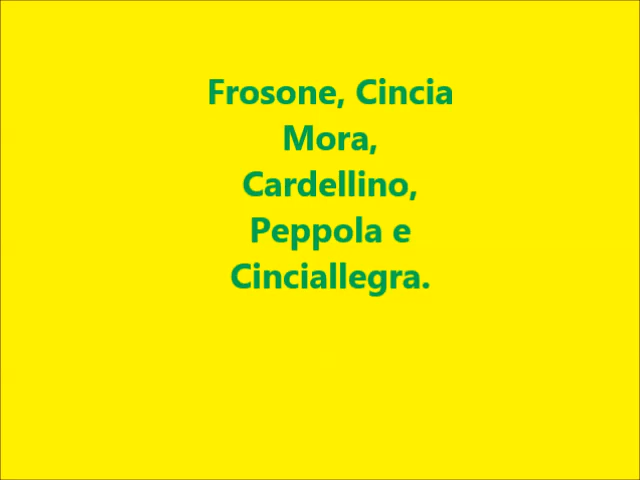 Frosone, Cincia
Mora,
Cardellino,
Peppola e
Cinciallegra.